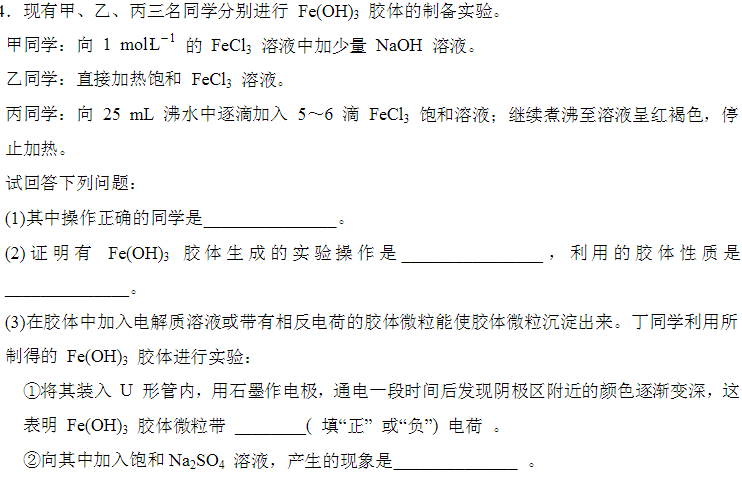 4．现有甲、乙、丙三名同学分别进行 Fe(OH)₃ 胶体的制备实验。
甲同学：向 1 mol·L⁻¹ 的 FeCl₃ 溶液中加少量 NaOH 溶液。
乙同学：直接加热饱和 FeCl₃ 溶液。
丙同学：向 25 mL 沸水中逐滴加入 5～6 滴 FeCl₃ 饱和溶液；继续煮沸至溶液呈红褐色，停
止加热。
试回答下列问题：
(1)其中操作正确的同学是_______________。
(2)证明有 Fe(OH)₃ 胶体生成的实验操作是________________，利用的胶体性质是
______________。
(3)在胶体中加入电解质溶液或带有相反电荷的胶体微粒能使胶体微粒沉淀出来。丁同学利用所
制得的 Fe(OH)₃ 胶体进行实验：
①将其装入 U 形管内，用石墨作电极，通电一段时间后发现阴极区附近的颜色逐渐变深，这
表明 Fe(OH)₃ 胶体微粒带 ________( 填“正” 或“负”) 电荷 。
②向其中加入饱和 Na₂SO₄ 溶液，产生的现象是______________ 。